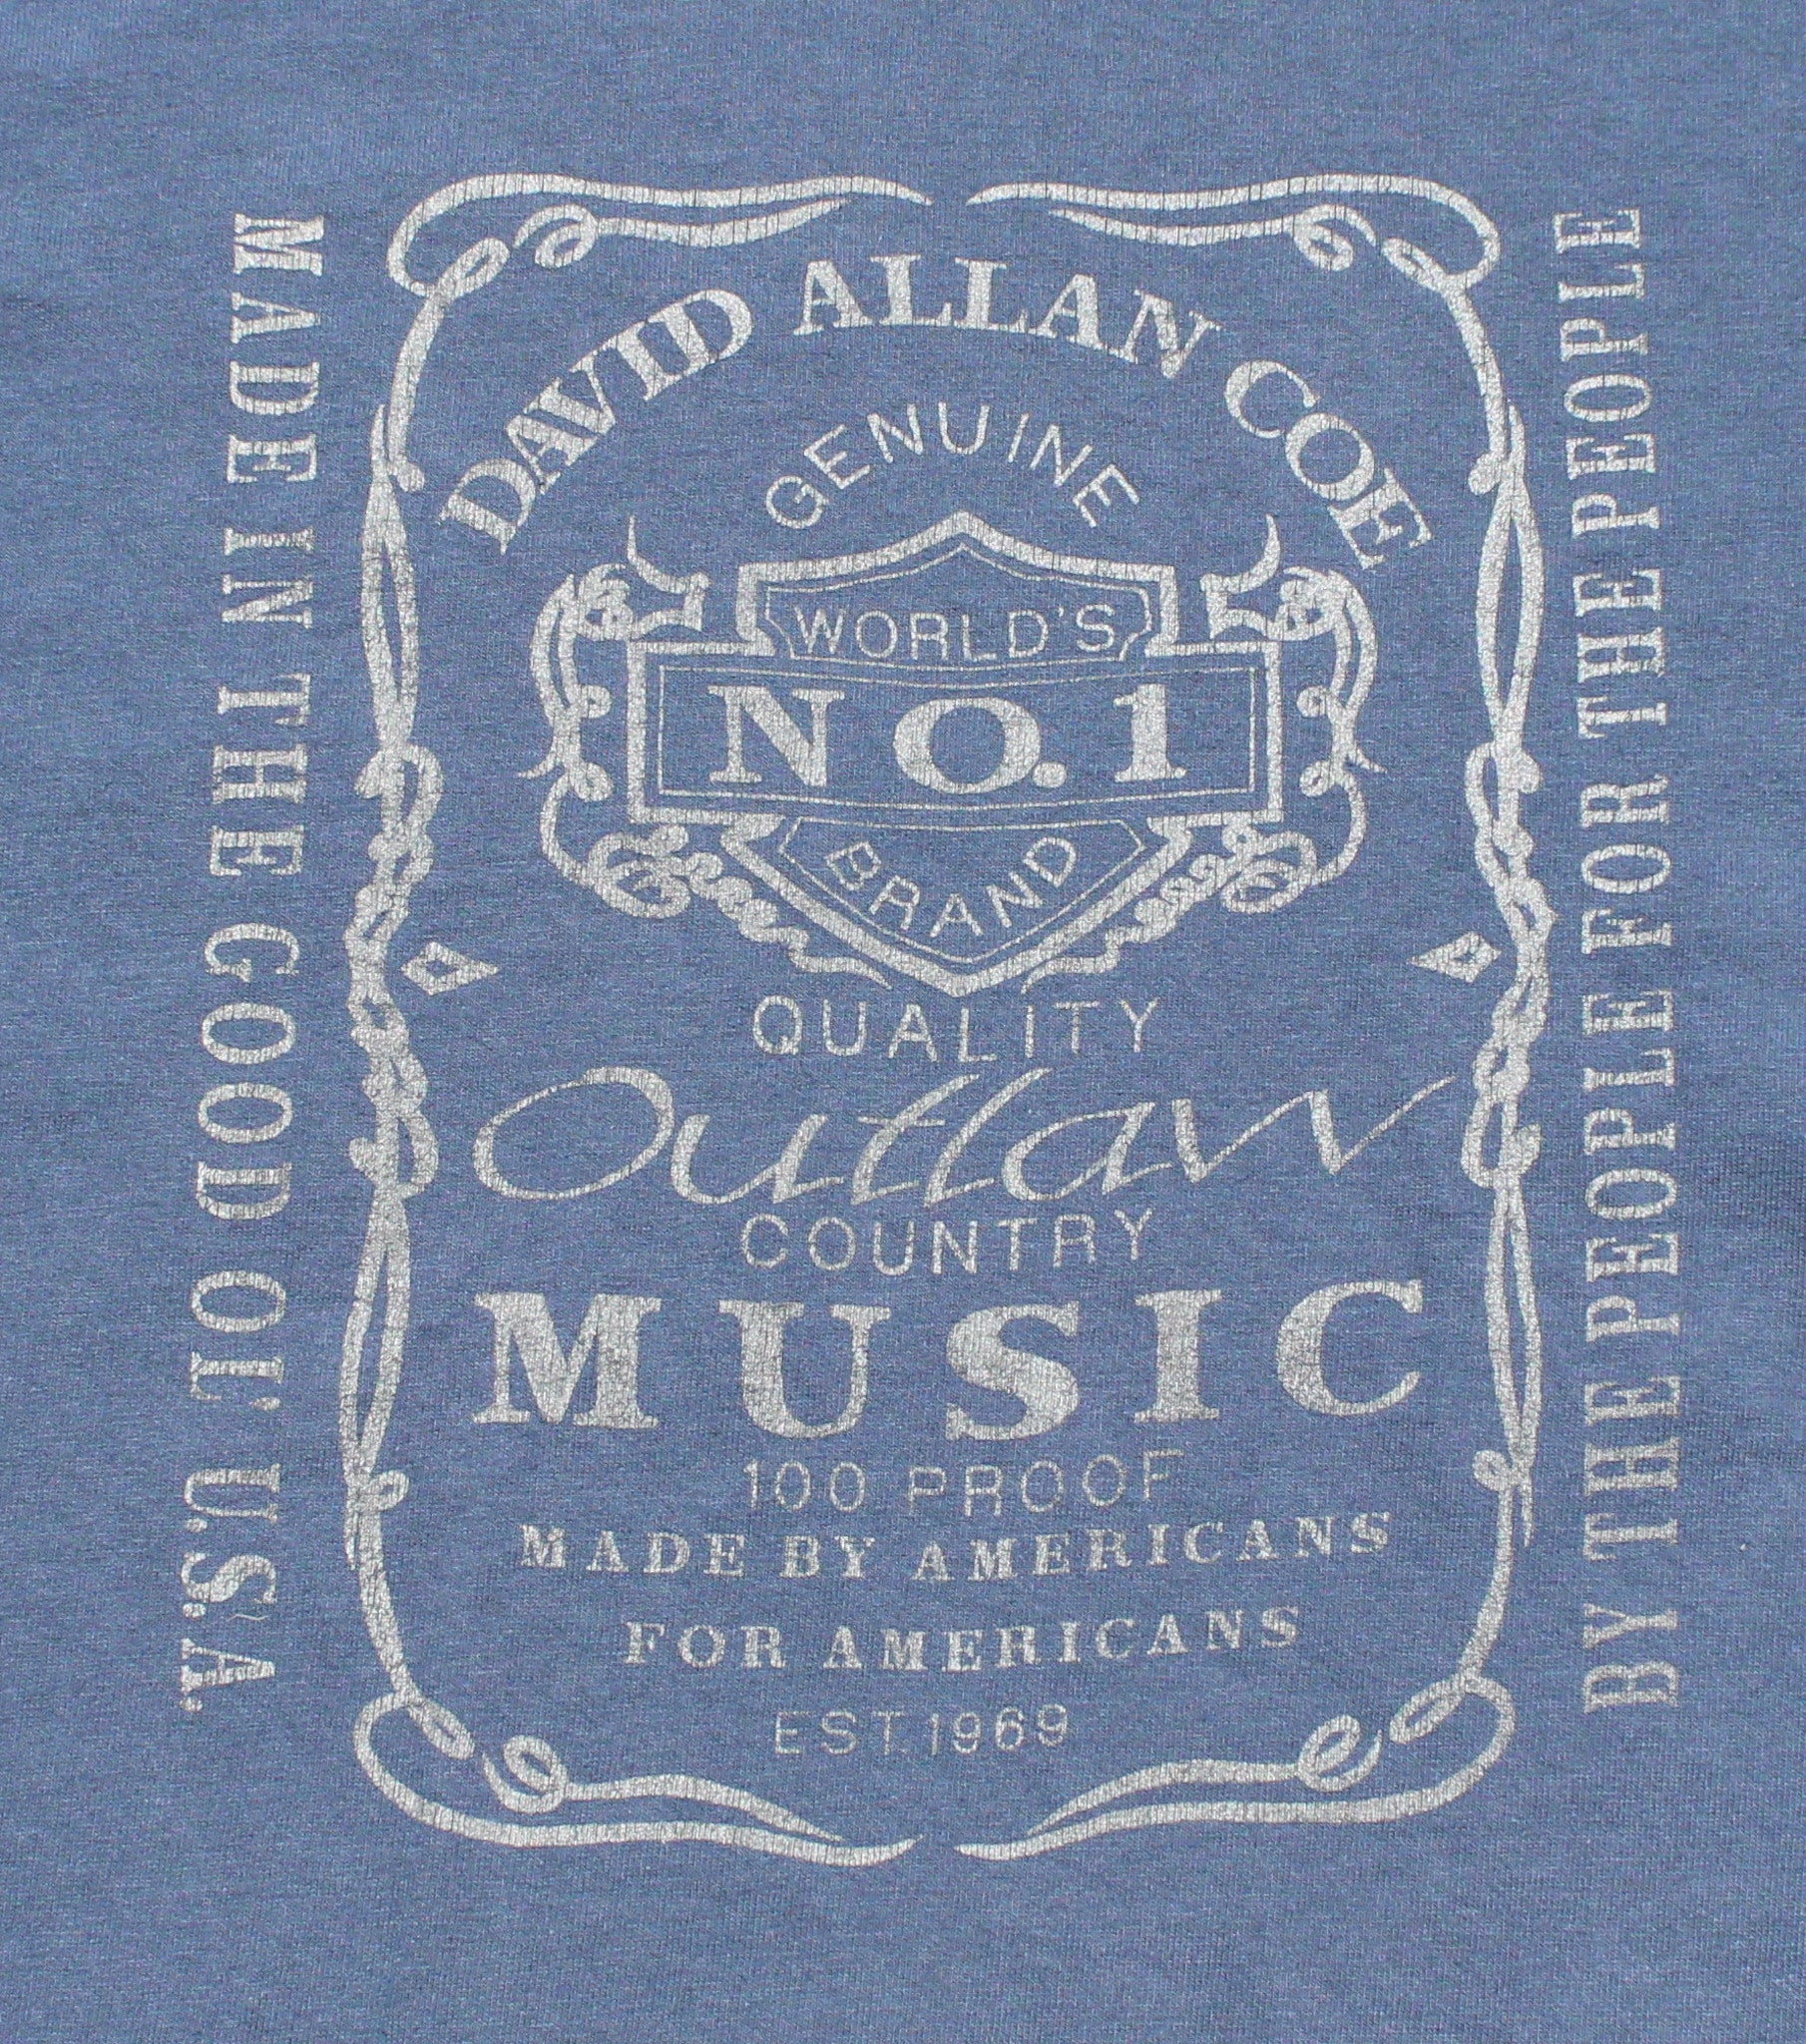 DAVID ALLAN COE
GENUINE
WORLD'S
NO.1
BRAND
QUALITY
Outlaw
COUNTRY
MUSIC
100 PROOF
MADE BY AMERICANS
FOR AMERICANS
EST.1969
MADE IN THE GOOD OL' U.S.A.
BY THE PEOPLE FOR THE PEOPLE